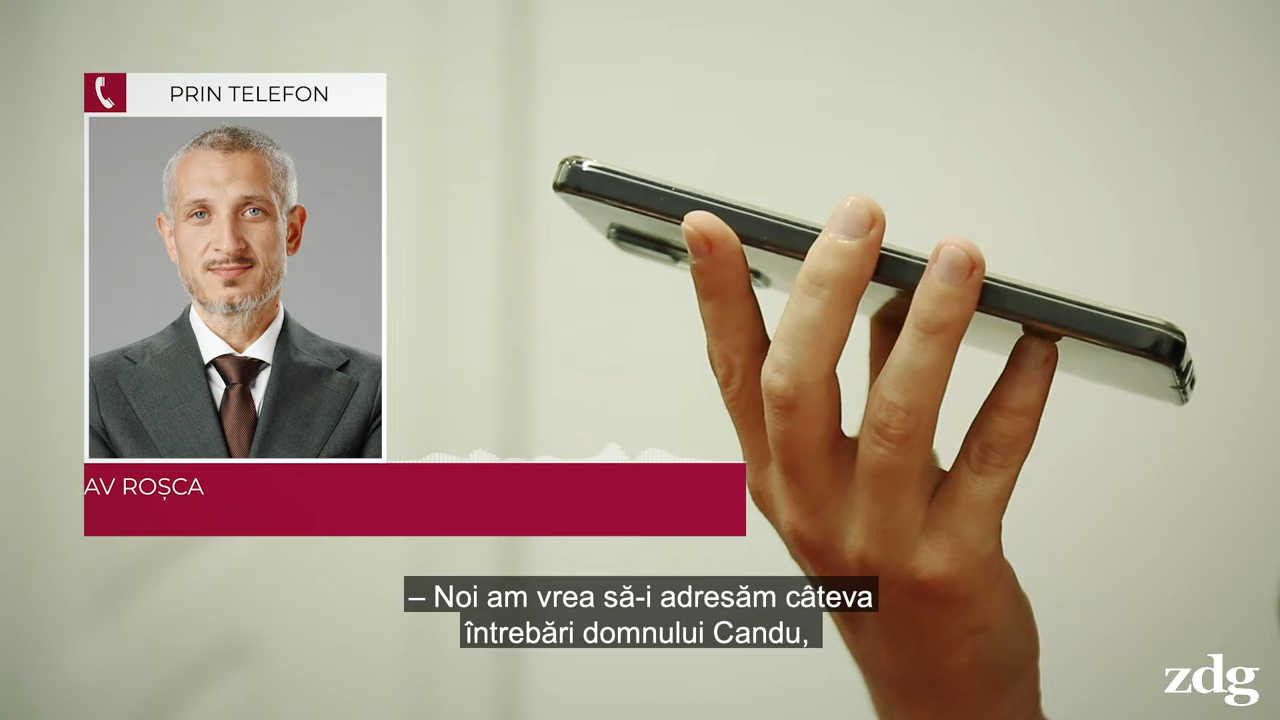 PRIN TELEFON
AV ROȘCA
– Noi am vrea să-i adresăm câteva
întrebări domnului Candu,
zdg